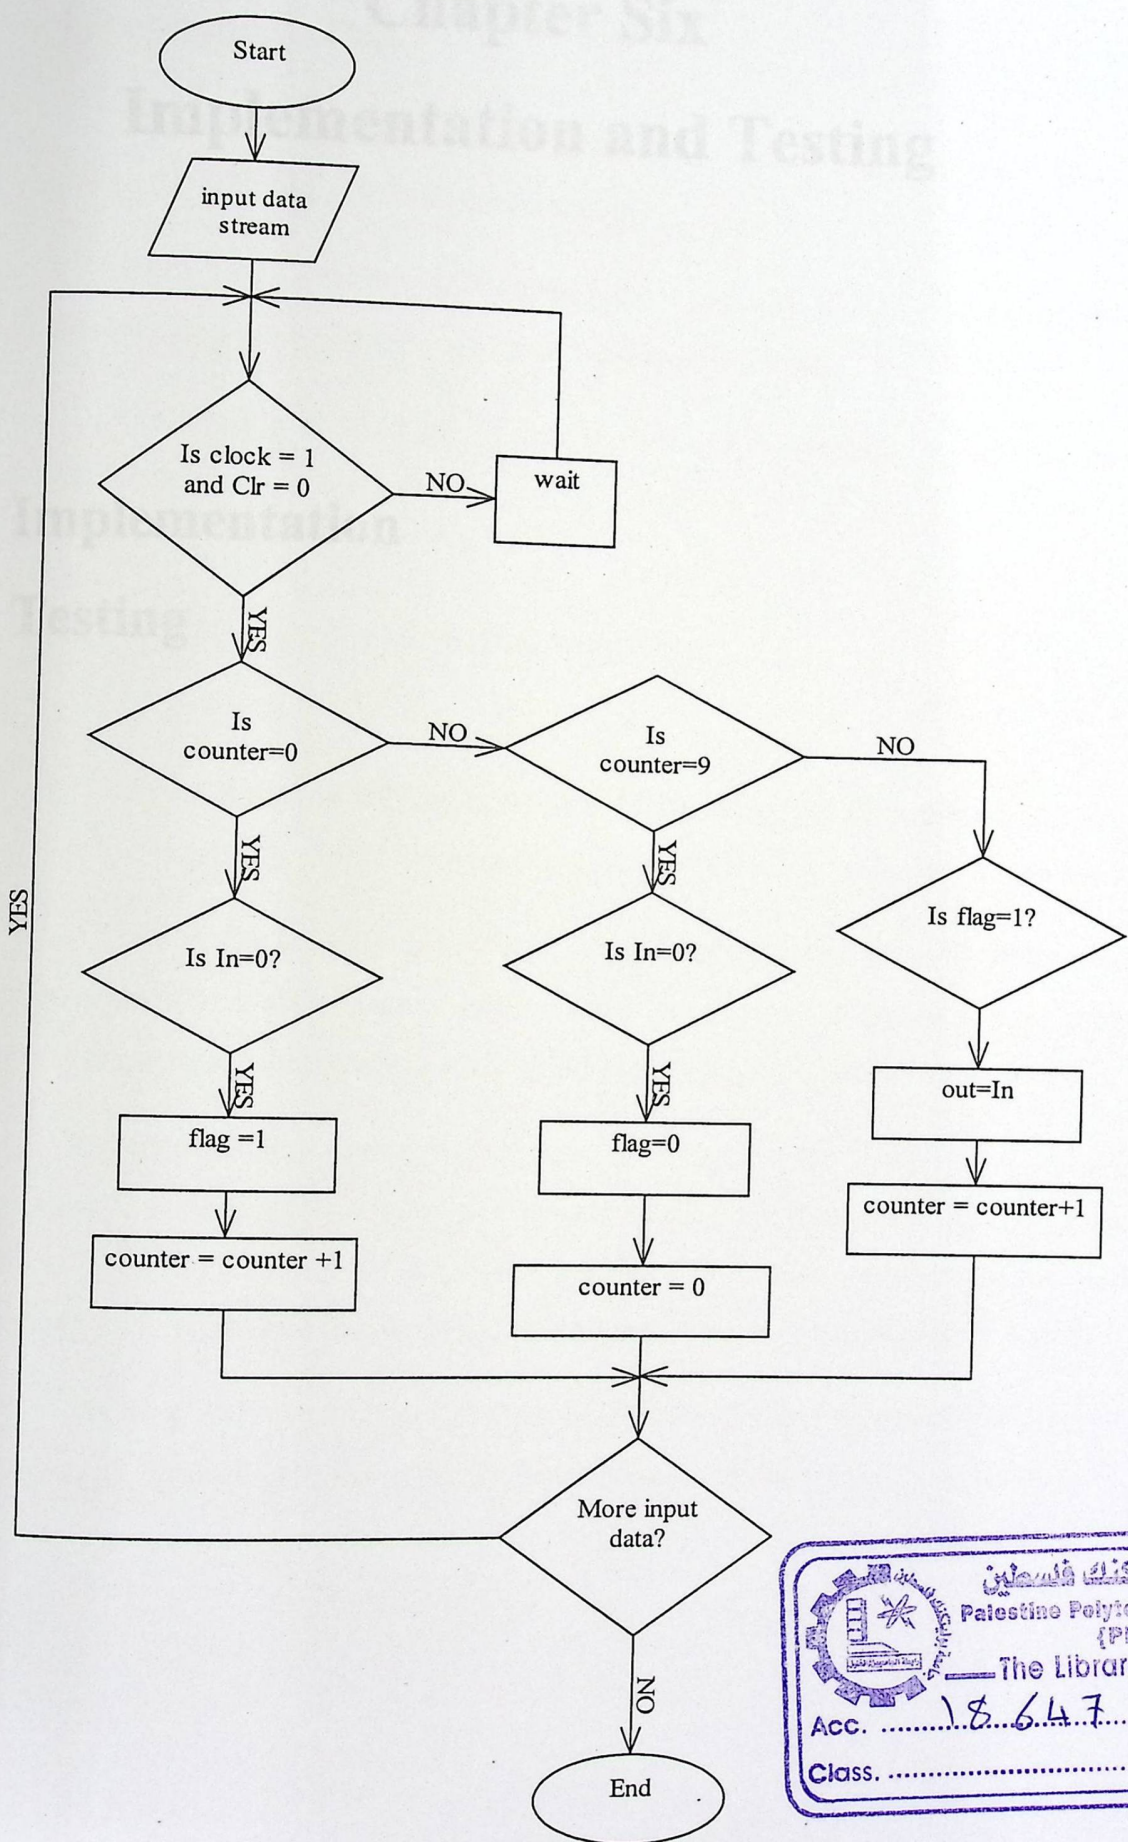 Chapter Six
Implementation and Testing
Implementation
Testing
Start
input data
stream
Is clock = 1
and Clr = 0
NO
wait
YES
Is
counter=0
NO
Is
counter=9
NO
YES
YES
YES
Is In=0?
Is In=0?
Is flag=1?
YES
YES
out=In
flag =1
flag=0
counter = counter+1
counter = counter +1
counter = 0
More input
data?
NO
End
فلسطين
Palestine Polyte
(P
The Librar
Acc. 18647
Class.